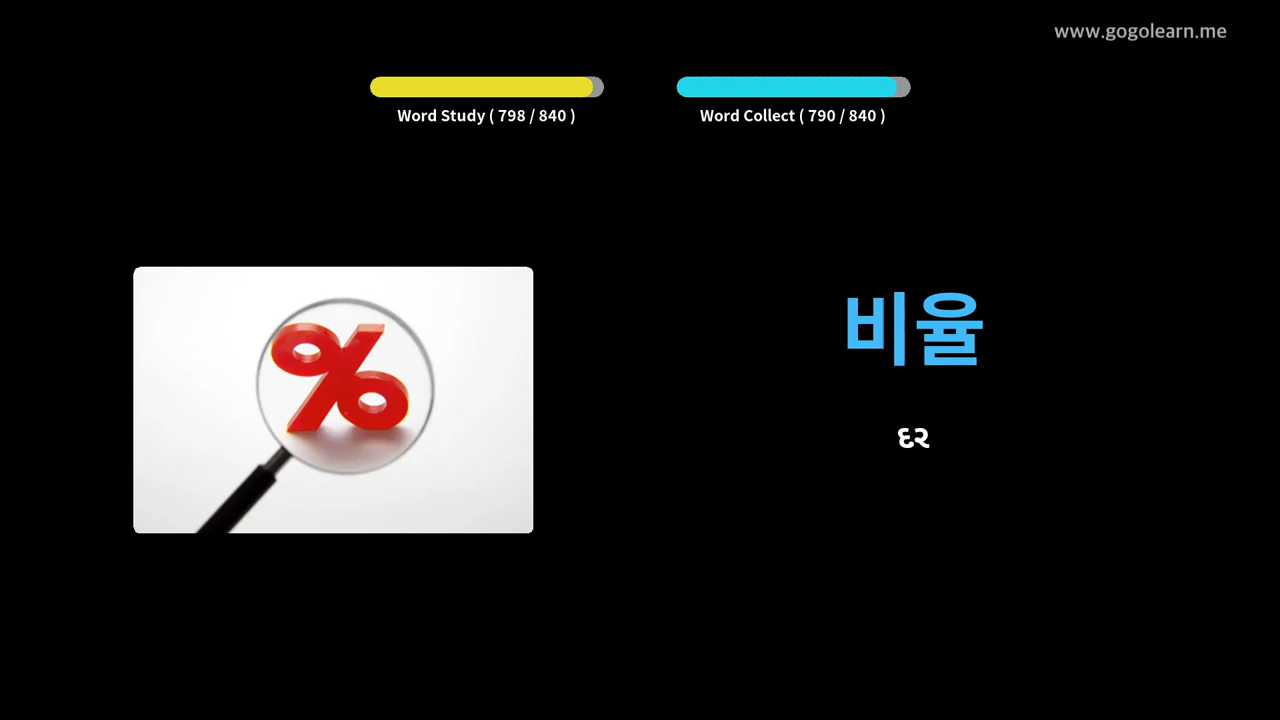 www.gogolearn.me
Word Study ( 798 / 840 )
Word Collect ( 790 / 840 )
%
비율
દર